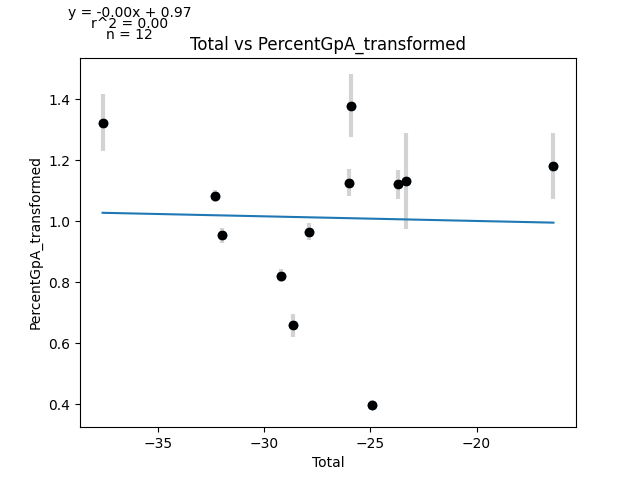 y = -0.00x + 0.97
r^2 = 0.00
n = 12
Total vs PercentGpA_transformed
PercentGpA_transformed
1.4
1.2
1.0
0.8
0.6
0.4
−35
−30
−25
−20
Total